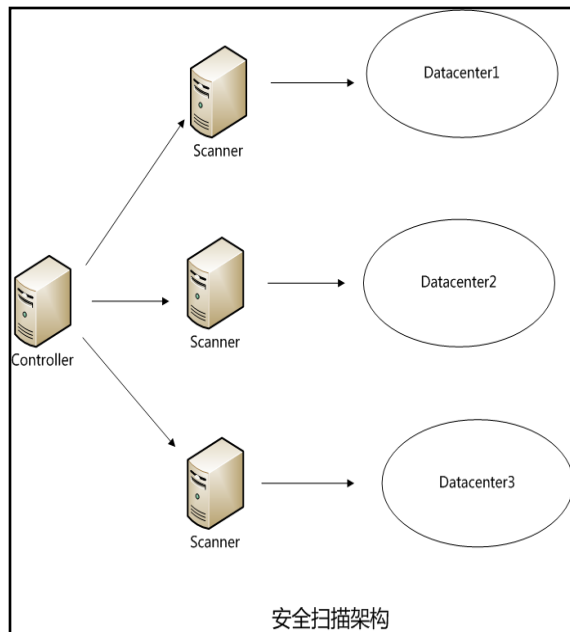 Datacenter1
Scanner
Datacenter2
Scanner
Controller
Datacenter3
Scanner
安全扫描架构